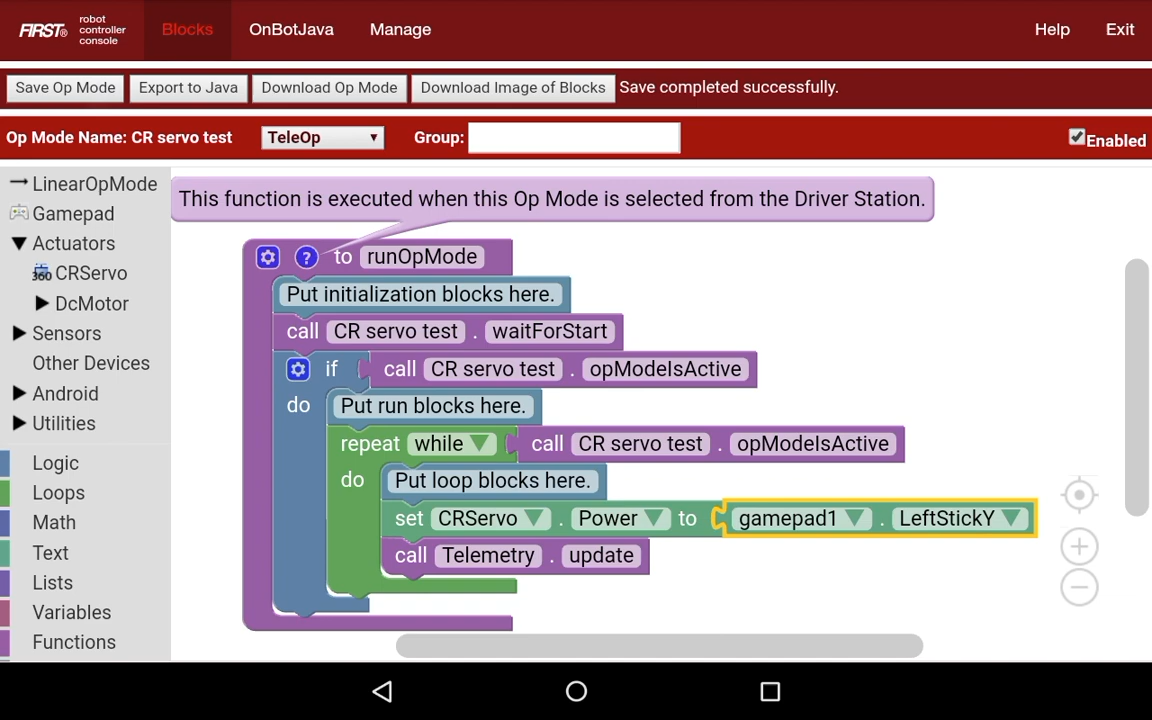 FIRST® robot controller console Blocks OnBotJava Manage Help Exit
Save Op Mode Export to Java Download Op Mode Download Image of Blocks Save completed successfully.
Op Mode Name: CR servo test TeleOp Group: Enabled
LinearOpMode
Gamepad
Actuators
CRServo
DcMotor
Sensors
Other Devices
Android
Utilities
Logic
Loops
Math
Text
Lists
Variables
Functions
This function is executed when this Op Mode is selected from the Driver Station.
? to runOpMode
Put initialization blocks here.
call CR servo test . waitForStart
if call CR servo test . opModeIsActive
do Put run blocks here.
repeat while call CR servo test . opModeIsActive
do Put loop blocks here.
set CRServo . Power to gamepad1 . LeftStickY
call Telemetry . update